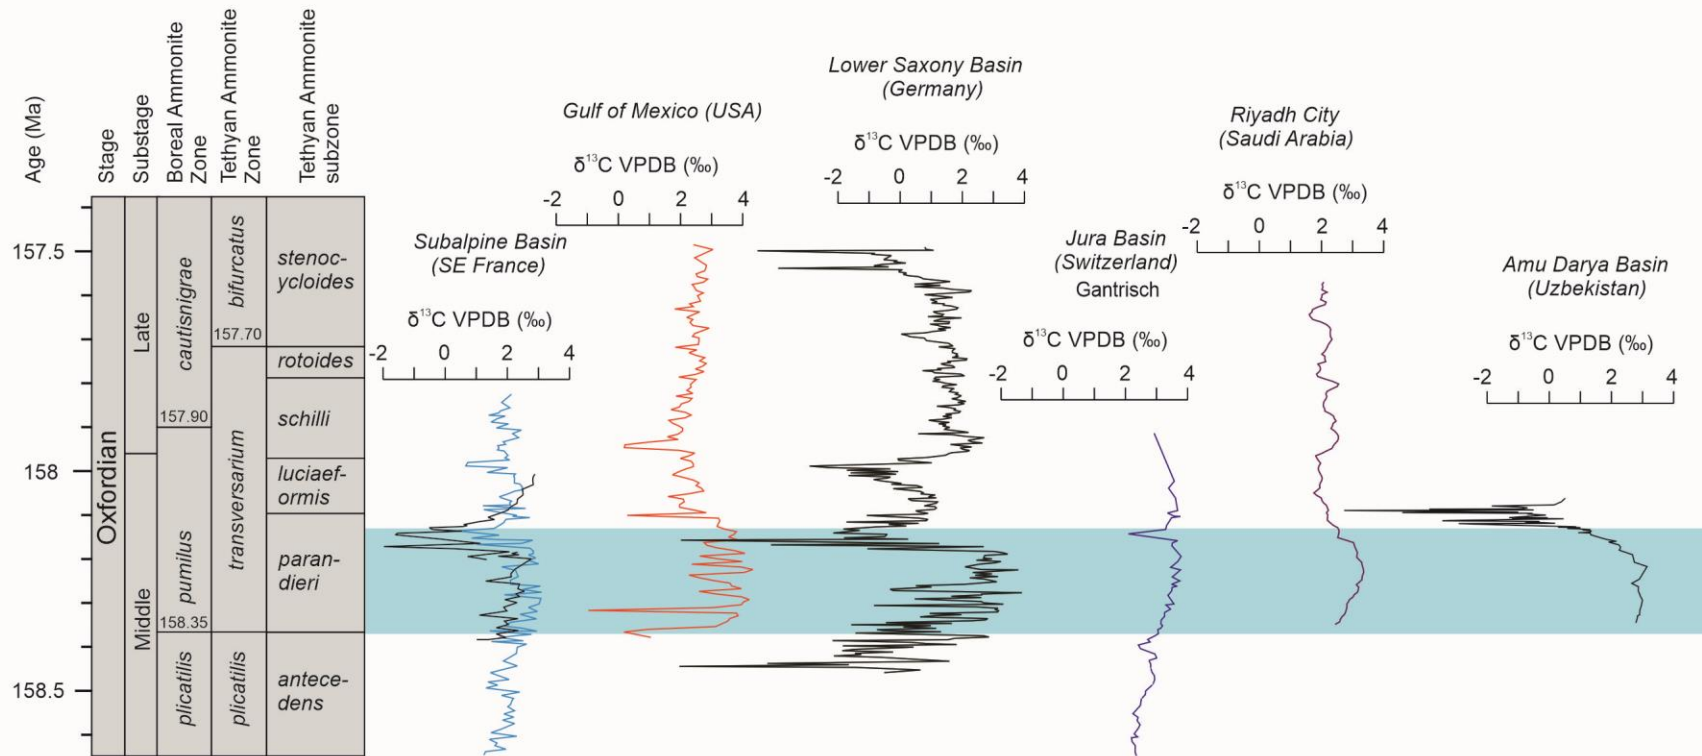 Age (Ma)
Stage
Substage
Boreal Ammonite
Zone
Tethyan Ammonite
Zone
Tethyan Ammonite
subzone
157.5
158
158.5
Oxfordian
Late
Middle
cautisnigrae
157.90
pumilus
158.35
plicatilis
bifurcatus
157.70
transversarium
plicatilis
stenoc-
ycloides
rotoides
schilli
luciaef-
ormis
paran-
dieri
antece-
dens
Subalpine Basin
(SE France)
δ13C VPDB (‰)
-2 0 2 4
Gulf of Mexico (USA)
δ13C VPDB (‰)
-2 0 2 4
Lower Saxony Basin
(Germany)
δ13C VPDB (‰)
-2 0 2 4
Jura Basin
(Switzerland)
Gantrisch
δ13C VPDB (‰)
-2 0 2 4
Riyadh City
(Saudi Arabia)
δ13C VPDB (‰)
-2 0 2 4
Amu Darya Basin
(Uzbekistan)
δ13C VPDB (‰)
-2 0 2 4